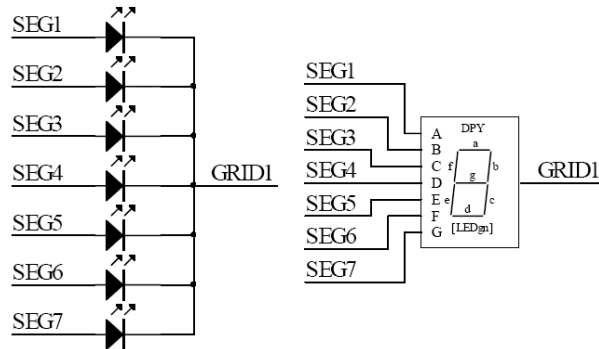 SEG1
SEG2
SEG3
SEG4
SEG5
SEG6
SEG7
GRID1
SEG1
SEG2
SEG3
SEG4
SEG5
SEG6
SEG7
A
B
C
D
E
F
G
DPY
a
f b
g
e c
d
[LEDgn]
GRID1